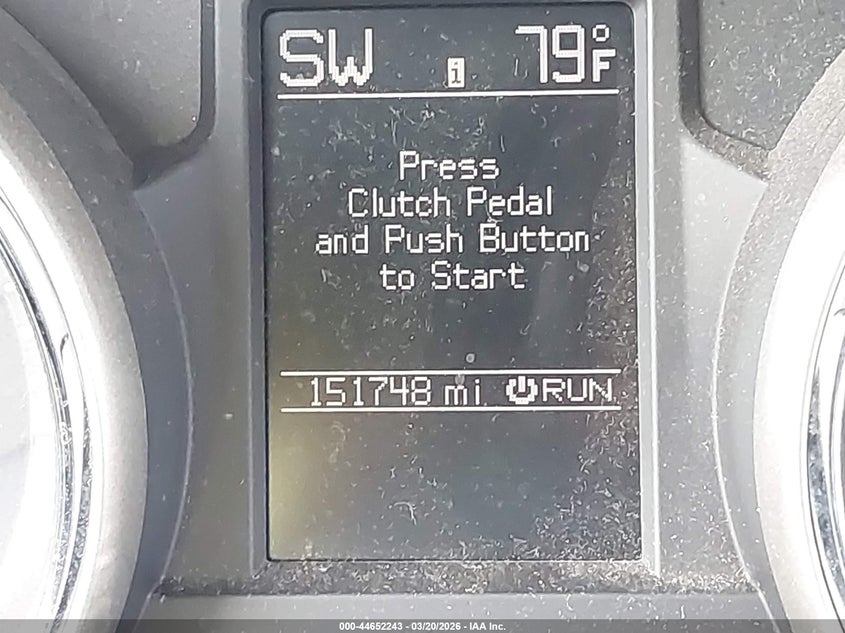 SW i 79°F
Press
Clutch Pedal
and Push Button
to Start
151748 mi RUN
000-44652243 - 03/20/2026 - IAA Inc.